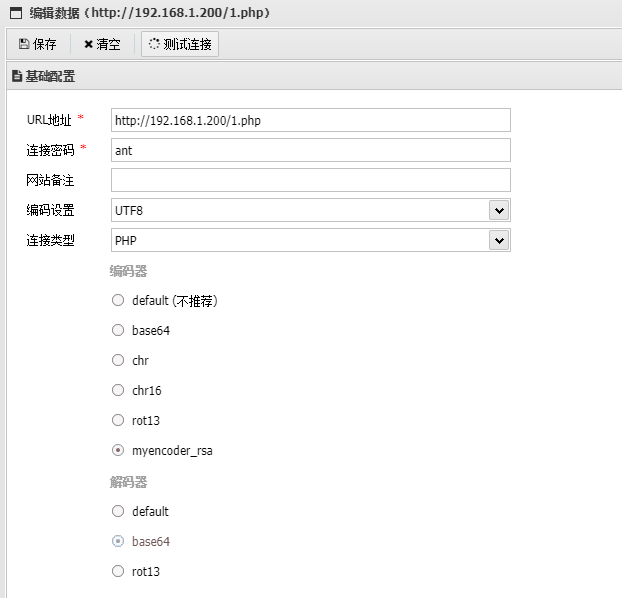 编辑数据（http://192.168.1.200/1.php）
保存 清空 测试连接
基础配置
URL地址 * http://192.168.1.200/1.php
连接密码 * ant
网站备注
编码设置 UTF8
连接类型 PHP
编码器
default (不推荐)
base64
chr
chr16
rot13
myencoder_rsa
解码器
default
base64
rot13